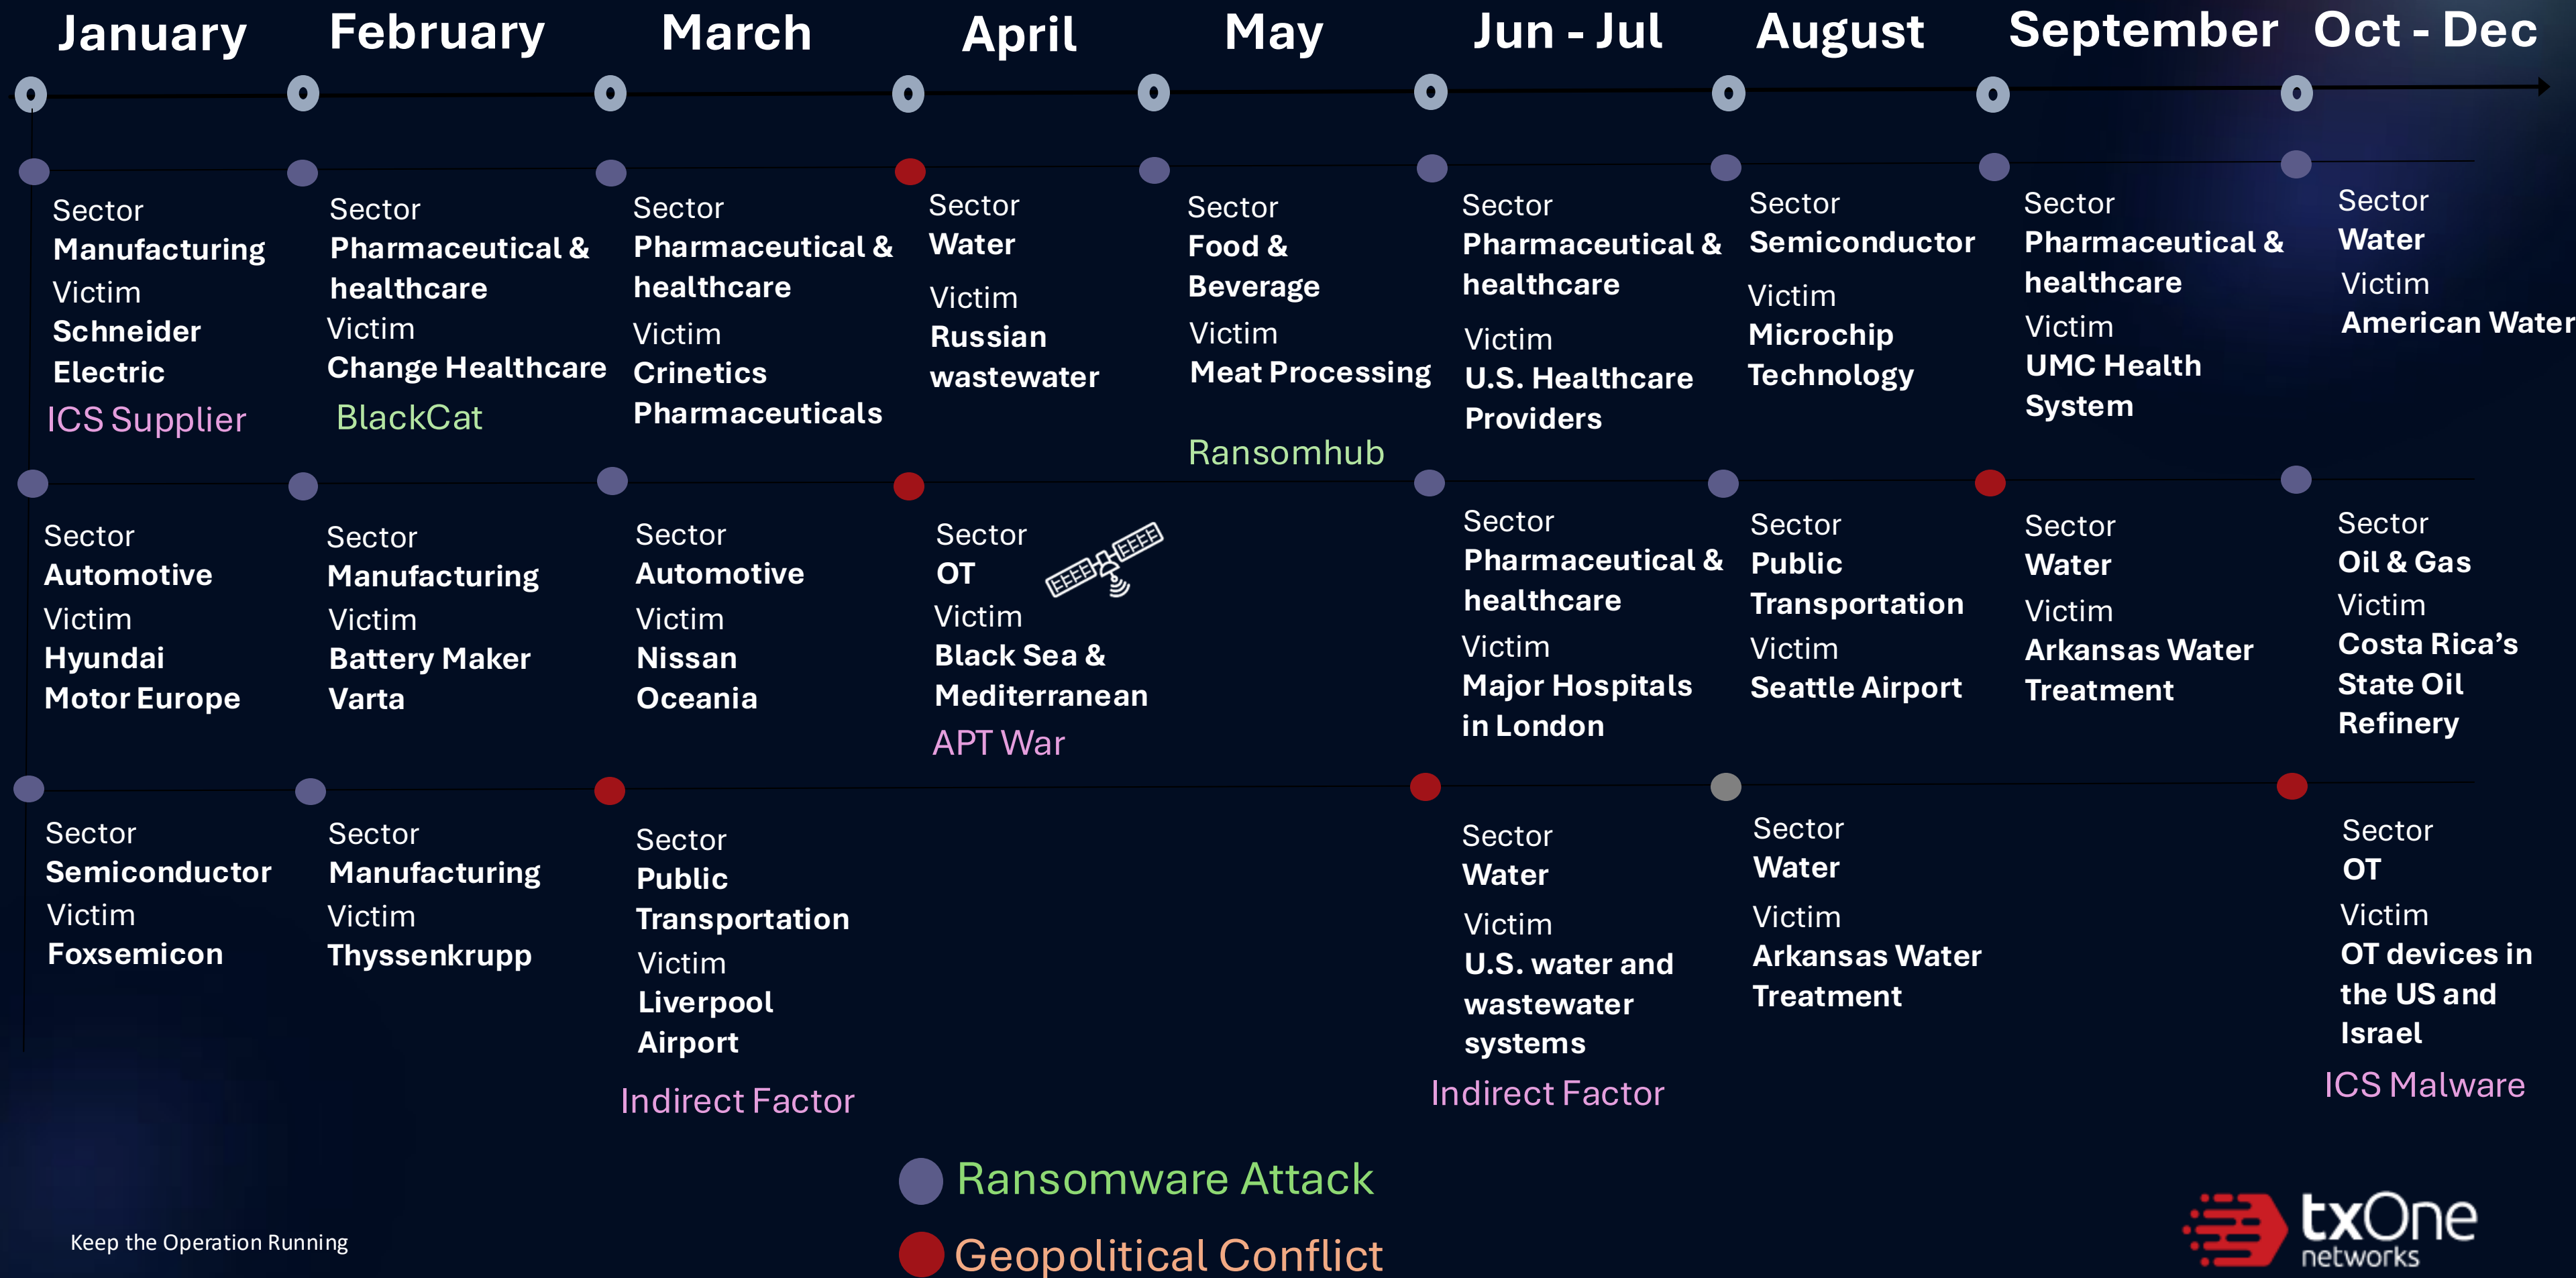 January
February
March
April
May
Jun - Jul
August
September
Oct - Dec
Sector
Manufacturing
Victim
Schneider
Electric
ICS Supplier
Sector
Pharmaceutical &
healthcare
Victim
Change Healthcare
BlackCat
Sector
Pharmaceutical &
healthcare
Victim
Crinetics
Pharmaceuticals
Sector
Water
Victim
Russian
wastewater
Sector
Food &
Beverage
Victim
Meat Processing
Ransomhub
Sector
Pharmaceutical &
healthcare
Victim
U.S. Healthcare
Providers
Sector
Semiconductor
Victim
Microchip
Technology
Sector
Pharmaceutical &
healthcare
Victim
UMC Health
System
Sector
Water
Victim
American Water
Sector
Automotive
Victim
Hyundai
Motor Europe
Sector
Manufacturing
Victim
Battery Maker
Varta
Sector
Automotive
Victim
Nissan
Oceania
Sector
OT
Victim
Black Sea &
Mediterranean
APT War
Sector
Pharmaceutical &
healthcare
Victim
Major Hospitals
in London
Sector
Public
Transportation
Victim
Seattle Airport
Sector
Water
Victim
Arkansas Water
Treatment
Sector
Oil & Gas
Victim
Costa Rica’s
State Oil
Refinery
Sector
Semiconductor
Victim
Foxsemicon
Sector
Manufacturing
Victim
Thyssenkrupp
Sector
Public
Transportation
Victim
Liverpool
Airport
Indirect Factor
Sector
Water
Victim
U.S. water and
wastewater
systems
Indirect Factor
Sector
Water
Victim
Arkansas Water
Treatment
Sector
OT
Victim
OT devices in
the US and
Israel
ICS Malware
Ransomware Attack
Geopolitical Conflict
Keep the Operation Running
txOne
networks